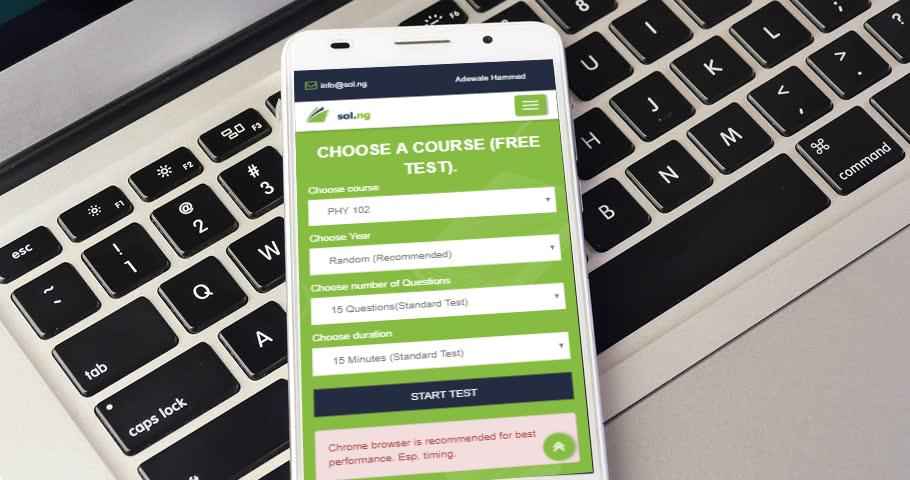 info@sol.ng
Adewale Hammed
sol.ng
CHOOSE A COURSE (FREE
TEST).
Choose course
PHY 102
Choose Year
Random (Recommended)
Choose number of Questions
15 Questions(Standard Test)
Choose duration
15 Minutes (Standard Test)
START TEST
Chrome browser is recommended for best
performance. Esp. timing.
esc
F1
F2
F3
F6
~
!
1
@
2
#
3
8
tab
Q
W
U
I
O
caps lock
A
H
J
K
L
B
N
M
<
,
>
.
?
⌘
command